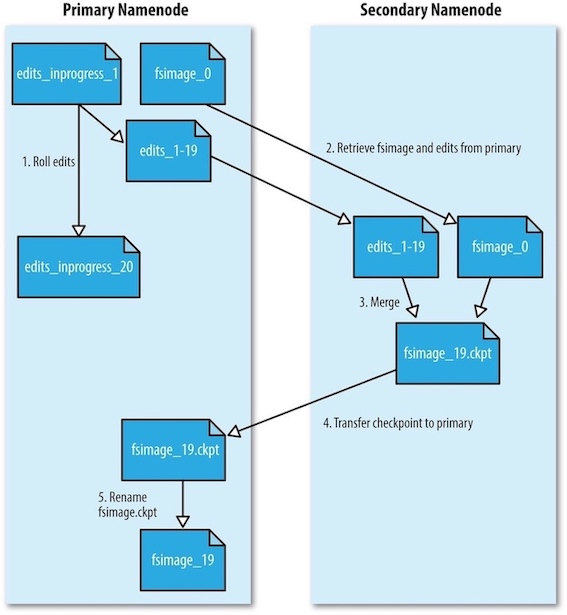 Primary Namenode
Secondary Namenode
edits_inprogress_1
fsimage_0
edits_1-19
1. Roll edits
2. Retrieve fsimage and edits from primary
edits_inprogress_20
edits_1-19
fsimage_0
3. Merge
fsimage_19.ckpt
4. Transfer checkpoint to primary
fsimage_19.ckpt
5. Rename
fsimage.ckpt
fsimage_19